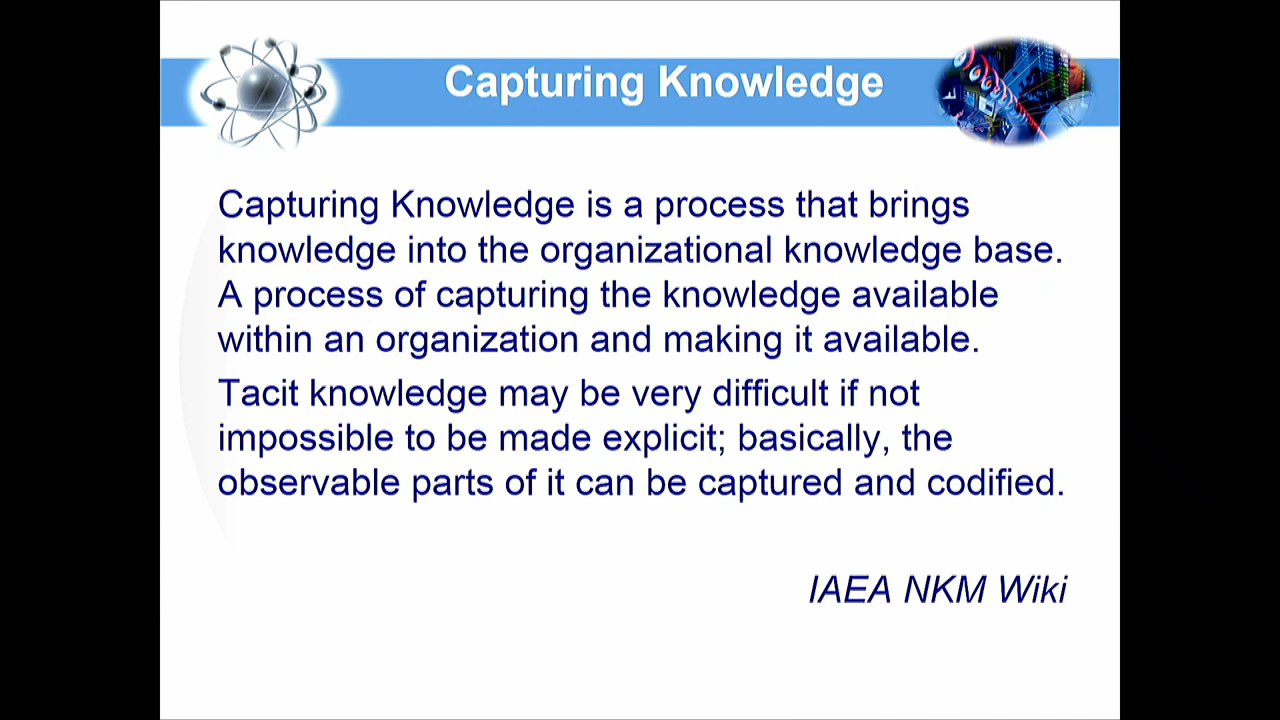 Capturing Knowledge
Capturing Knowledge is a process that brings
knowledge into the organizational knowledge base.
A process of capturing the knowledge available
within an organization and making it available.
Tacit knowledge may be very difficult if not
impossible to be made explicit; basically, the
observable parts of it can be captured and codified.
IAEA NKM Wiki